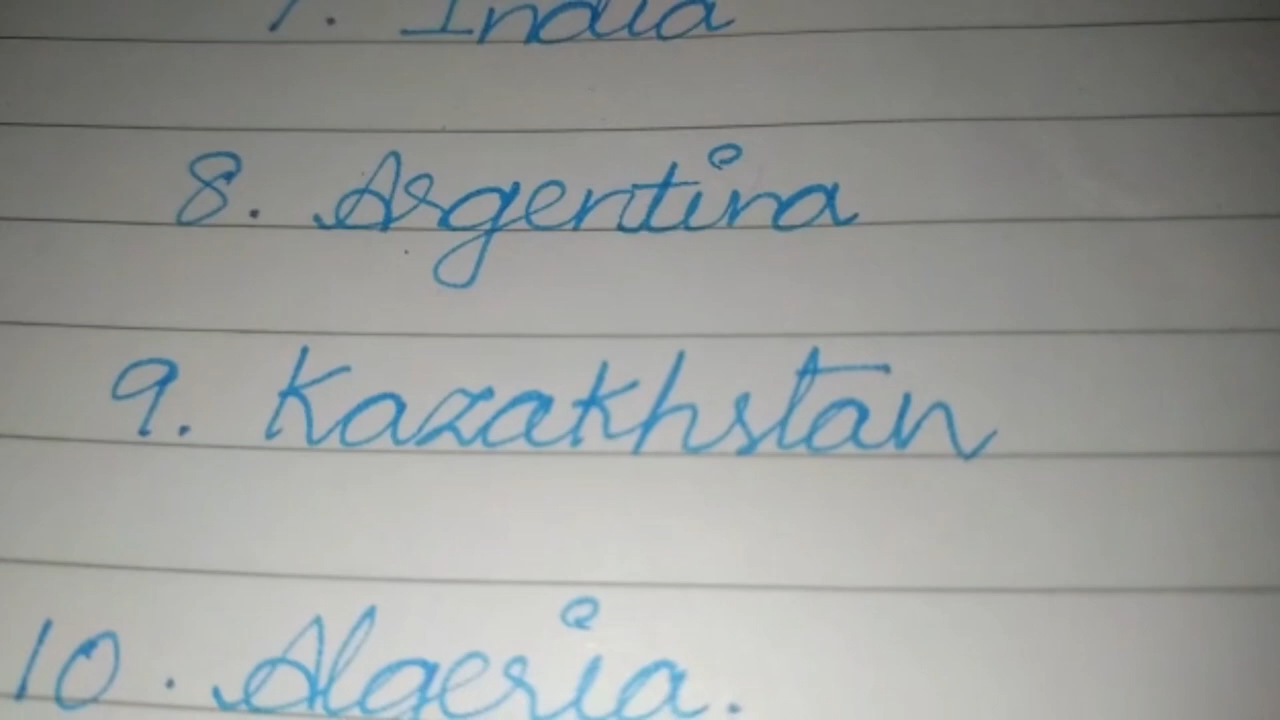 7. India
8. Argentina
9. Kazakhstan
10. Algeria.